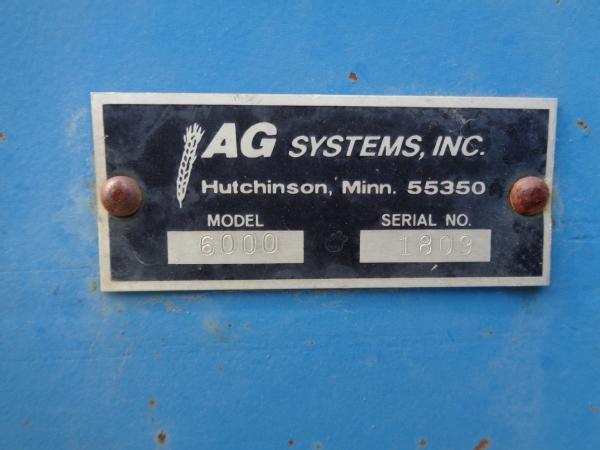 AG SYSTEMS, INC.
Hutchinson, Minn. 55350
MODEL SERIAL NO.
6000 1809